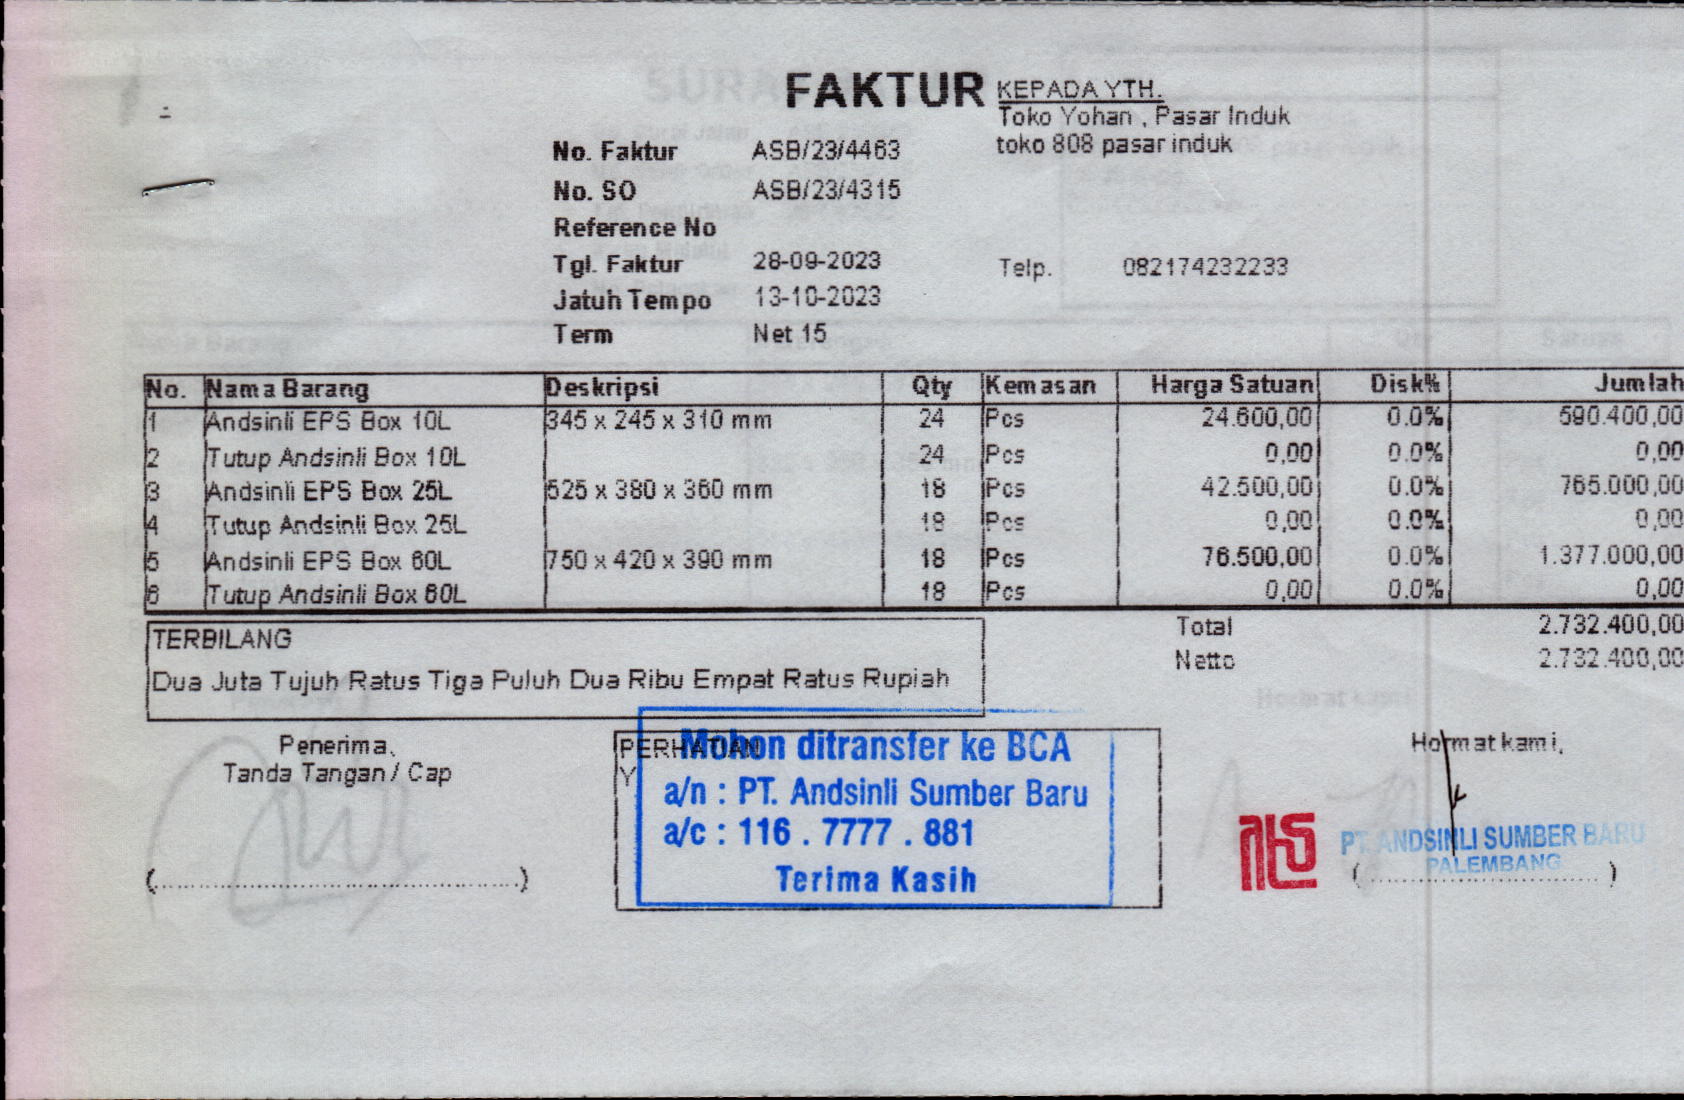 FAKTUR
KEPADA YTH.
Toko Yohan , Pasar Induk
toko 808 pasar induk
No. Faktur ASB/23/4463
No. SO ASB/23/4315
Reference No
Tgl. Faktur 28-09-2023
Telp. 082174232233
Jatuh Tempo 13-10-2023
Term Net 15
No. Nama Barang Deskripsi Qty Kemasan Harga Satuan Disk% Jumlah
1 Andsinli EPS Box 10L 345 x 245 x 310 mm 24 Pcs 24.600,00 0.0% 590.400,00
2 Tutup Andsinli Box 10L 24 Pcs 0,00 0.0% 0,00
3 Andsinli EPS Box 25L 525 x 380 x 360 mm 18 Pcs 42.500,00 0.0% 765.000,00
4 Tutup Andsinli Box 25L 18 Pcs 0,00 0.0% 0,00
5 Andsinli EPS Box 60L 750 x 420 x 390 mm 18 Pcs 76.500,00 0.0% 1.377.000,00
6 Tutup Andsinli Box 60L 18 Pcs 0,00 0.0% 0,00
Total 2.732.400,00
Netto 2.732.400,00
TERBILANG
Dua Juta Tujuh Ratus Tiga Puluh Dua Ribu Empat Ratus Rupiah
Penerima,
Tanda Tangan / Cap
(....................................)
PERHATIAN
Y
Mohon ditransfer ke BCA
a/n : PT. Andsinli Sumber Baru
a/c : 116 . 7777 . 881
Terima Kasih
Hormat kami,
PT. ANDSINLI SUMBER BARU
PALEMBANG
(....................................)